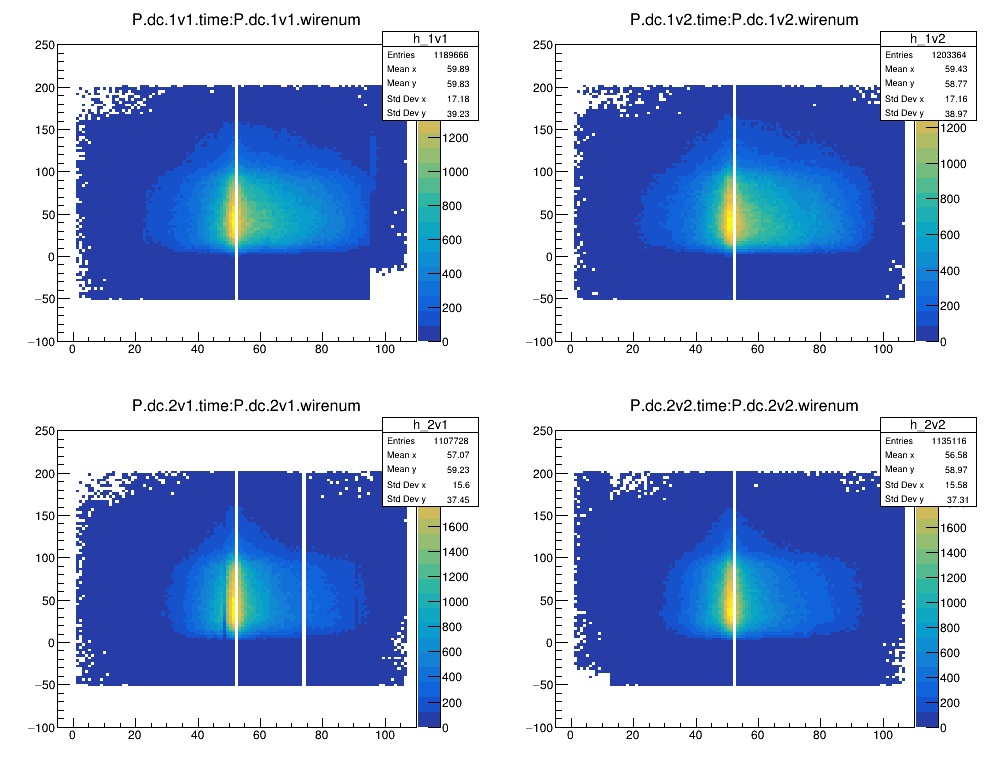 P.dc.1v1.time:P.dc.1v1.wirenum
h_1v1
Entries 1189666
Mean x 59.89
Mean y 59.83
Std Dev x 17.18
Std Dev y 39.23
250
200
150
100
50
0
−50
−100
0 20 40 60 80 100
1200
1000
800
600
400
200
0
P.dc.1v2.time:P.dc.1v2.wirenum
h_1v2
Entries 1203364
Mean x 59.43
Mean y 58.77
Std Dev x 17.16
Std Dev y 38.97
250
200
150
100
50
0
−50
−100
0 20 40 60 80 100
1200
1000
800
600
400
200
0
P.dc.2v1.time:P.dc.2v1.wirenum
h_2v1
Entries 1107728
Mean x 57.07
Mean y 59.23
Std Dev x 15.6
Std Dev y 37.45
250
200
150
100
50
0
−50
−100
0 20 40 60 80 100
1600
1400
1200
1000
800
600
400
200
0
P.dc.2v2.time:P.dc.2v2.wirenum
h_2v2
Entries 1135116
Mean x 56.58
Mean y 58.97
Std Dev x 15.58
Std Dev y 37.31
250
200
150
100
50
0
−50
−100
0 20 40 60 80 100
1600
1400
1200
1000
800
600
400
200
0